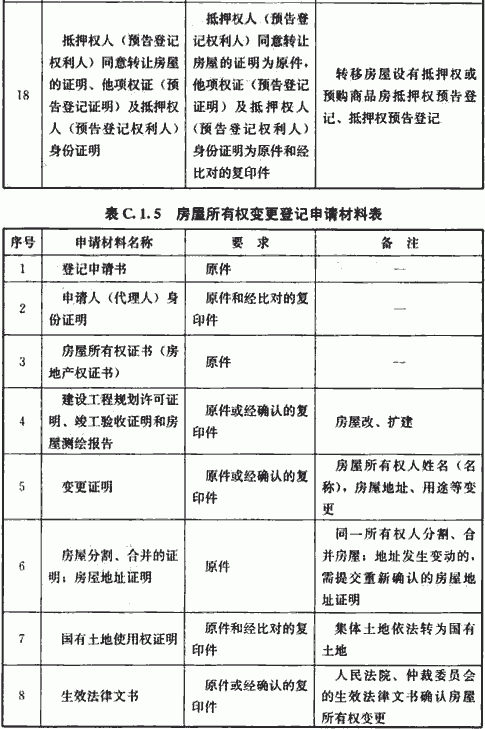 18
抵押权人（预告登记
权利人）同意转让房屋
的证明、他项权证（预
告登记证明）及抵押权
人（预告登记权利人）
身份证明
抵押权人（预告登
记权利人）同意转让
房屋的证明为原件，
他项权证（预告登记
证明）及抵押权人
（预告登记权利人）
身份证明为原件和经
比对的复印件
转移房屋设有抵押权或
预购商品房抵押权预告登
记、抵押权预告登记
表 C.1.5 房屋所有权变更登记申请材料表
序号 申请材料名称 要 求 备 注
1 登记申请书 原件 —
2
申请人（代理人）身
份证明
原件和经比对的复
印件
—
3
房屋所有权证书（房
地产权证书）
原件
—
4
建设工程规划许可证
明、竣工验收证明和房
屋测绘报告
原件或经确认的复
印件
房屋改、扩建
5
变更证明
原件或经确认的复
印件
房屋所有权人姓名（名
称），房屋地址、用途等变
更
6
房屋分割、合并的证
明；房屋地址证明
原件
同一所有权人分割、合
并房屋；地址发生变动的，
需提交重新确认的房屋地
址证明
7
国有土地使用权证明
原件和经比对的复
印件
集体土地依法转为国有
土地
8
生效法律文书
原件或经确认的复
印件
人民法院、仲裁委员会
的生效法律文书确认房屋
所有权变更